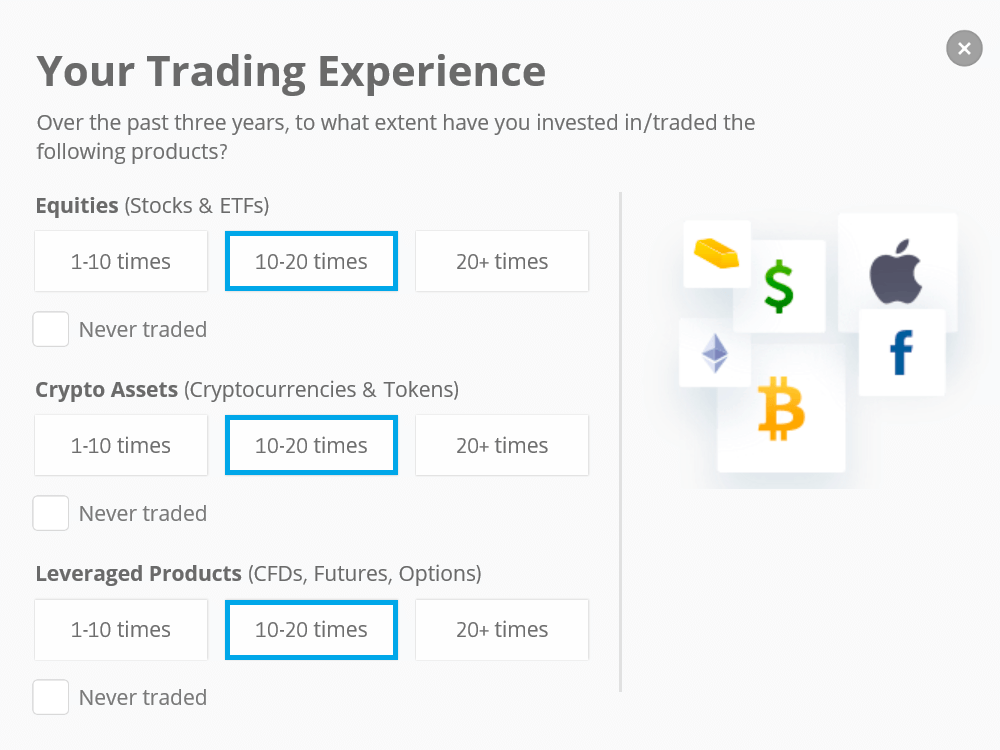 Your Trading Experience
Over the past three years, to what extent have you invested in/traded the
following products?
Equities (Stocks & ETFs)
1-10 times
10-20 times
20+ times
Never traded
Crypto Assets (Cryptocurrencies & Tokens)
1-10 times
10-20 times
20+ times
Never traded
Leveraged Products (CFDs, Futures, Options)
1-10 times
10-20 times
20+ times
Never traded